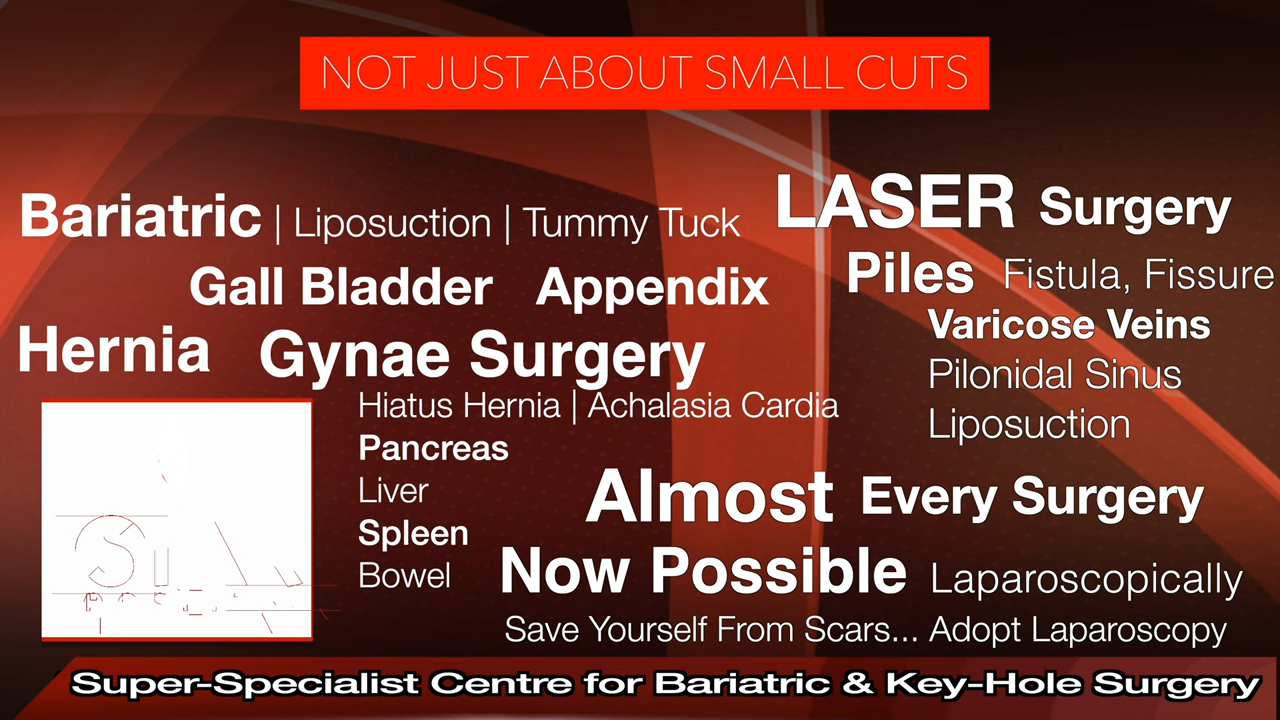 NOT JUST ABOUT SMALL CUTS
Bariatric | Liposuction | Tummy Tuck
Gall Bladder Appendix
Hernia Gynae Surgery
Hiatus Hernia | Achalasia Cardia
Pancreas
Liver
Spleen
Bowel
LASER Surgery
Piles Fistula, Fissure
Varicose Veins
Pilonidal Sinus
Liposuction
Almost Every Surgery
Now Possible Laparoscopically
Save Yourself From Scars... Adopt Laparoscopy
Super-Specialist Centre for Bariatric & Key-Hole Surgery